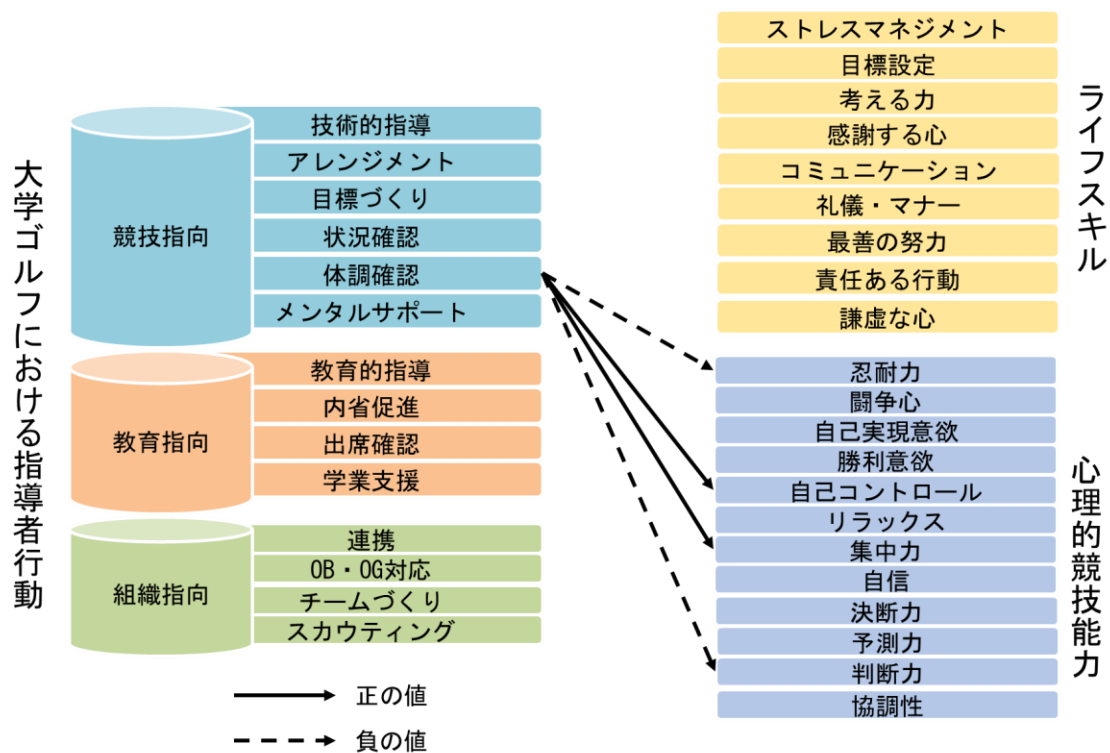 大学ゴルフにおける指導者行動
競技指向
技術的指導
アレンジメント
目標づくり
状況確認
体調確認
メンタルサポート
教育指向
教育的指導
内省促進
出席確認
学業支援
組織指向
連携
OB・OG対応
チームづくり
スカウティング
正の値
負の値
ストレスマネジメント
目標設定
考える力
感謝する心
コミュニケーション
礼儀・マナー
最善の努力
責任ある行動
謙虚な心
ライフスキル
忍耐力
闘争心
自己実現意欲
勝利意欲
自己コントロール
リラックス
集中力
自信
決断力
予測力
判断力
協調性
心理的競技能力